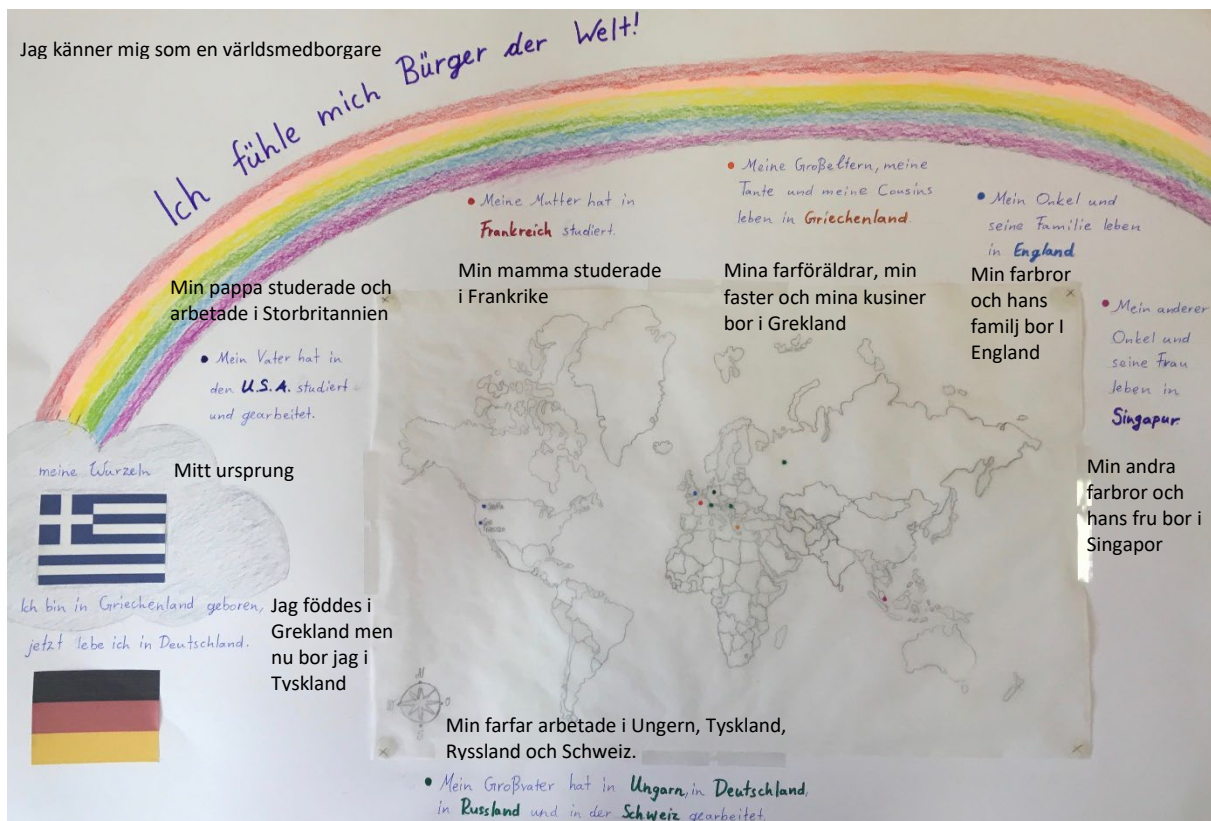 Jag känner mig som en världsmedborgare
Ich fühle mich Bürger der Welt!
• Meine Mutter hat in
Frankreich studiert.
Min mamma studerade
i Frankrike
• Meine Großeltern, meine
Tante und meine Cousins
leben in Griechenland.
Mina farföräldrar, min
faster och mina kusiner
bor i Grekland
• Mein Onkel und
seine Familie leben
in England
Min farbror
och hans
familj bor I
England
• Mein anderer
Onkel und
seine Frau
leben in
Singapur.
Min andra
farbror och
hans fru bor i
Singapor
Min pappa studerade och
arbetade i Storbritannien
• Mein Vater hat in
den U.S.A. studiert
und gearbeitet.
meine Wurzeln
Mitt ursprung
Ich bin in Griechenland geboren,
jetzt lebe ich in Deutschland.
Jag föddes i
Grekland men
nu bor jag i
Tyskland
N
W
O
S
Min farfar arbetade i Ungern, Tyskland,
Ryssland och Schweiz.
• Mein Großvater hat in Ungarn, in Deutschland,
in Russland und in der Schweiz gearbeitet.